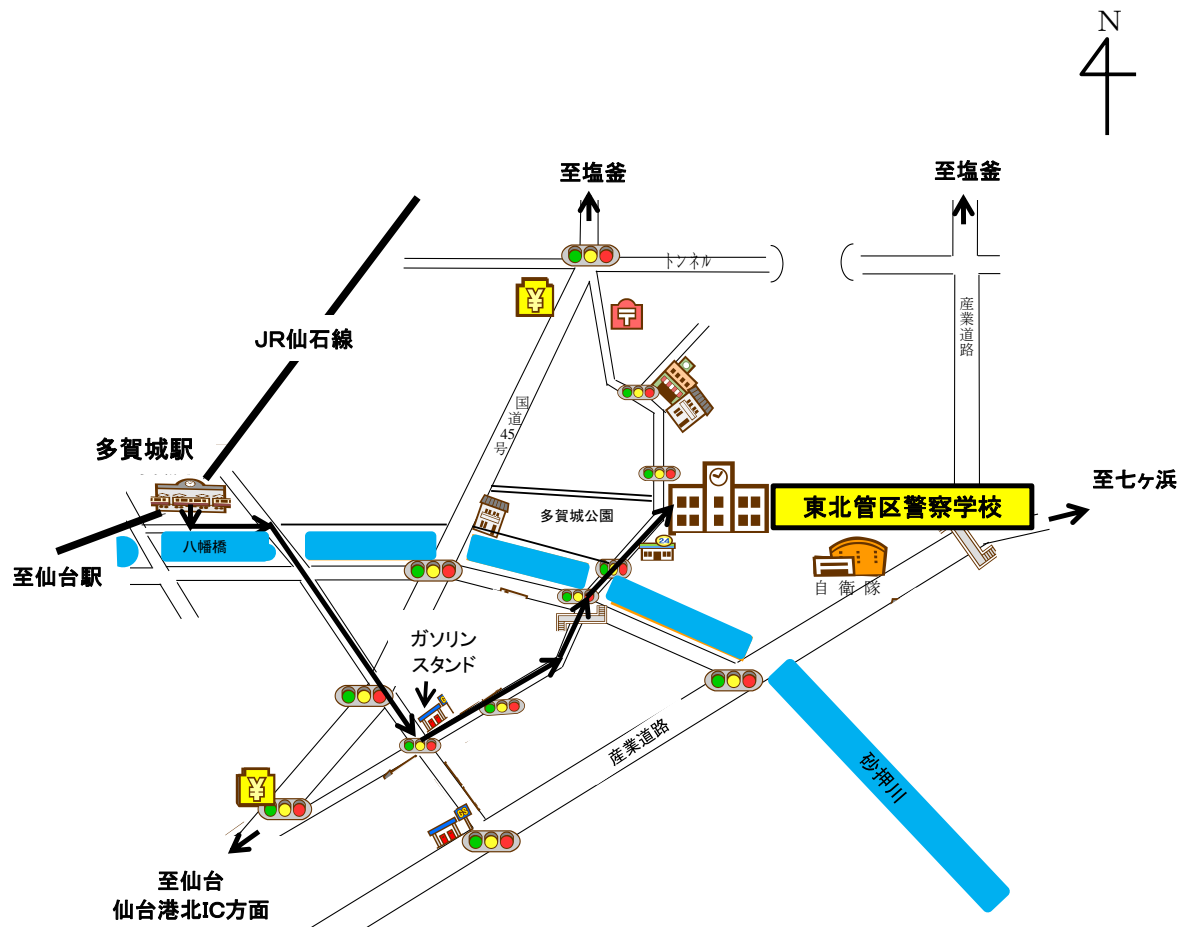 N
至塩釜
至塩釜
トンネル
産業道路
JR仙石線
国道45号
多賀城駅
至七ヶ浜
東北管区警察学校
多賀城公園
24
八幡橋
至仙台駅
自衛隊
ガソリン
スタンド
産業道路
砂押川
至仙台
仙台港北IC方面